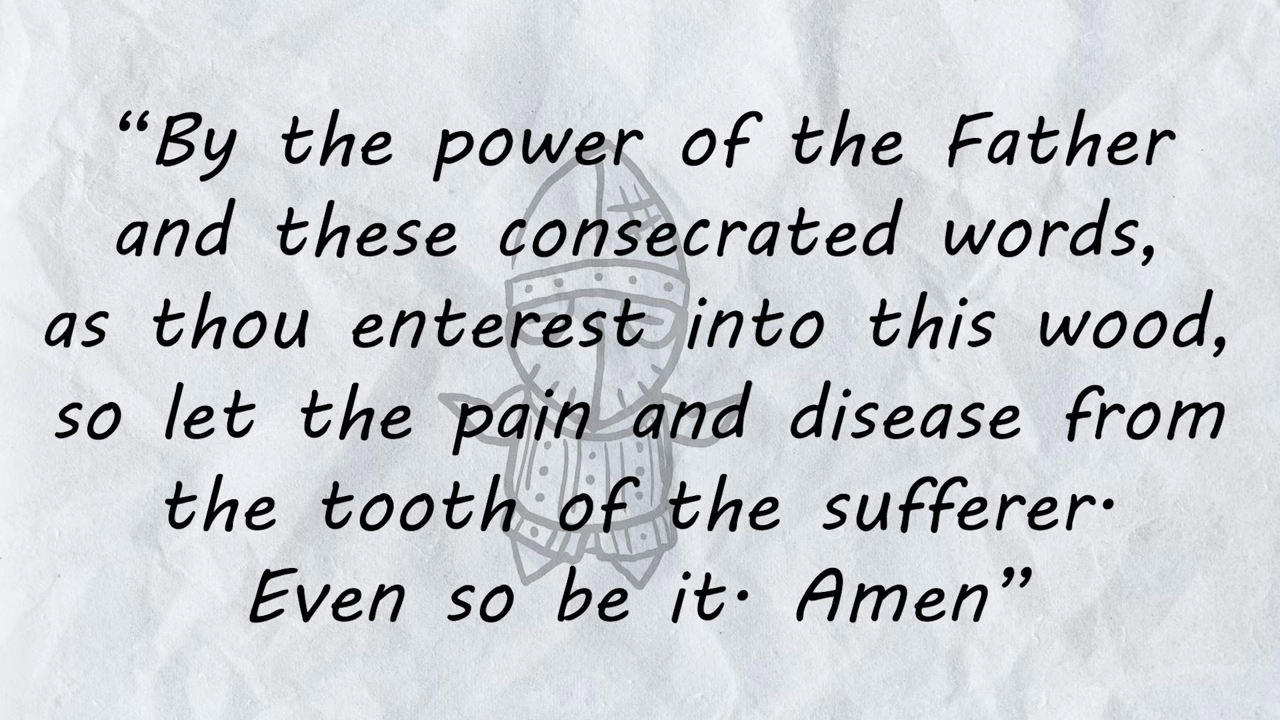 “By the power of the Father
and these consecrated words,
as thou enterest into this wood,
so let the pain and disease from
the tooth of the sufferer·
Even so be it· Amen”